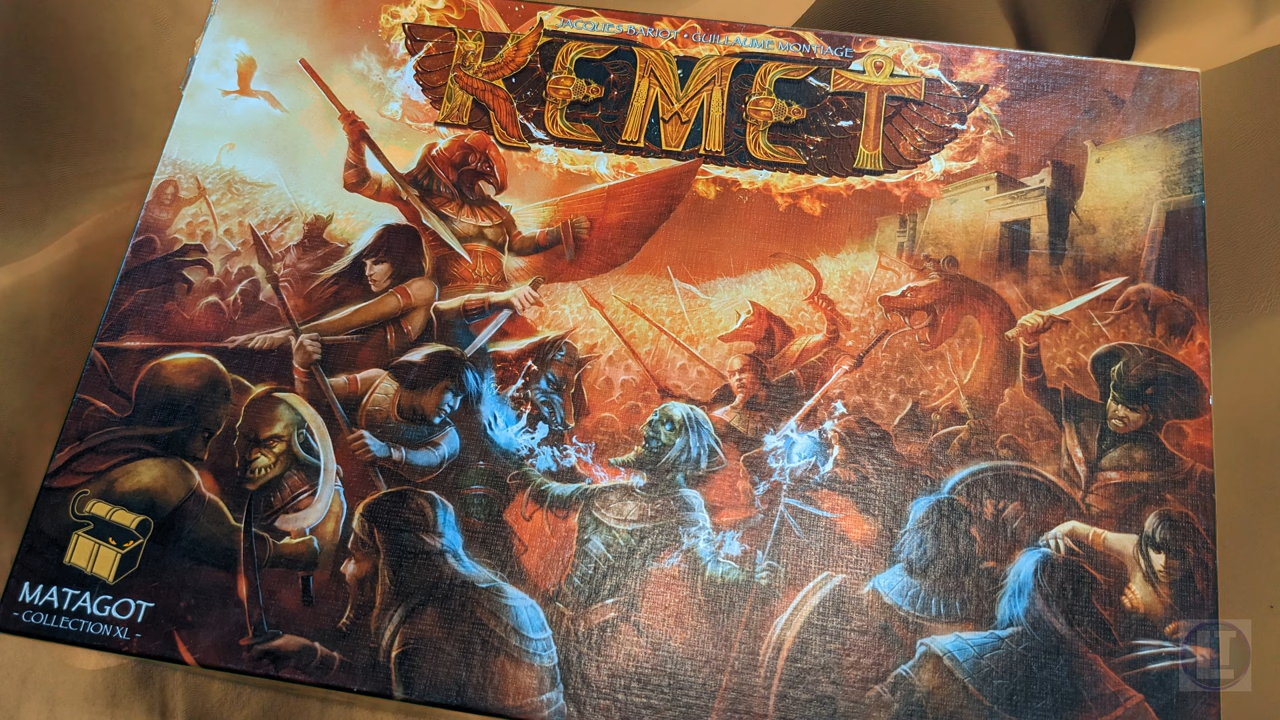 JACQUES BARIOT • GUILLAUME MONTIAGE
KEMET
MATAGOT
- COLLECTION XL -